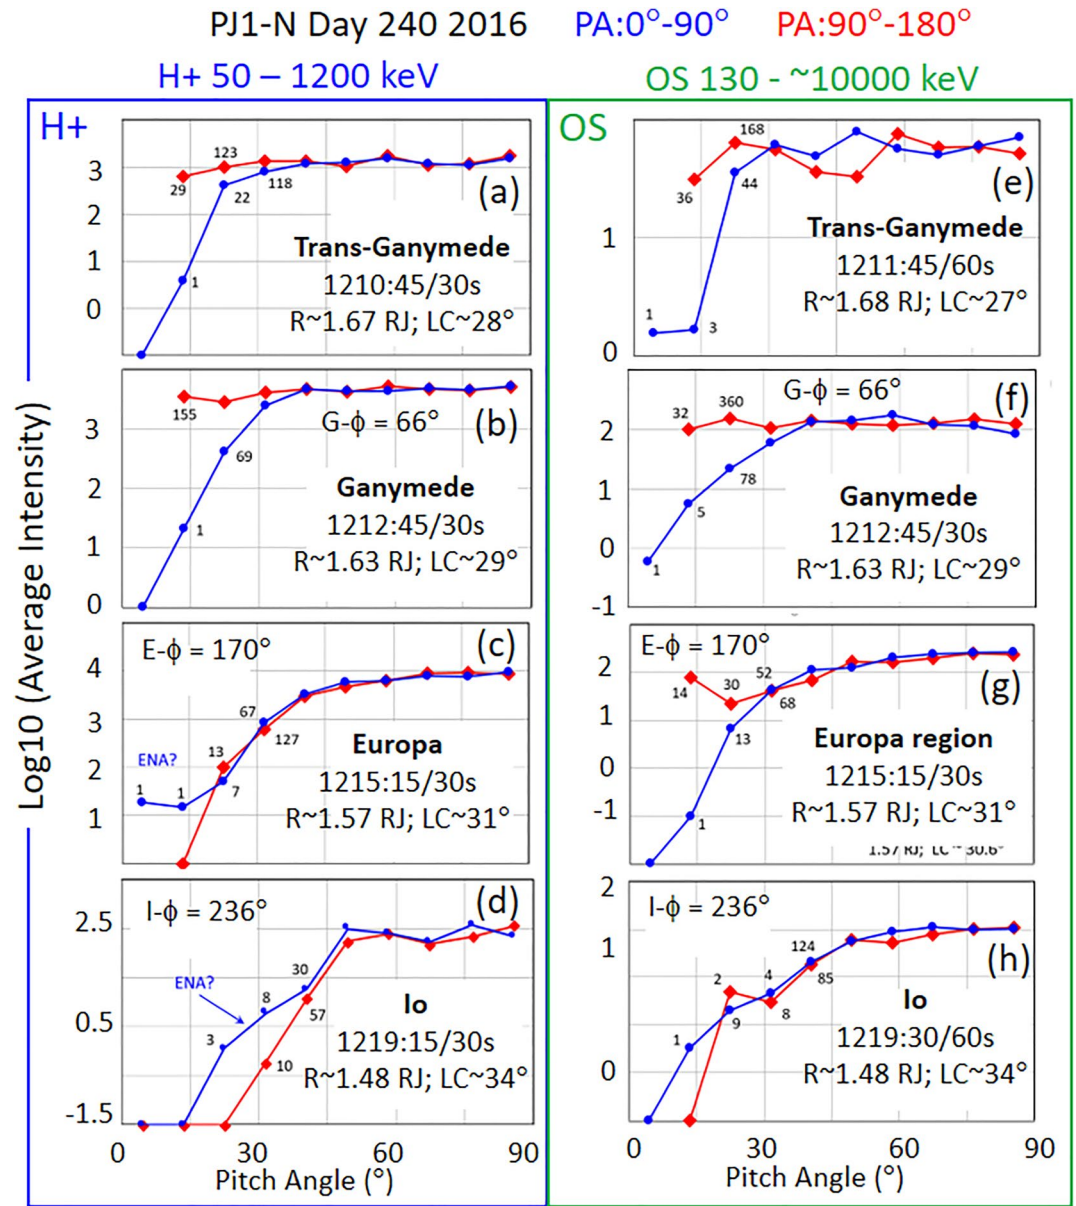 PJ1-N Day 240 2016 PA:0°-90° PA:90°-180°
H+ 50 – 1200 keV OS 130 - ~10000 keV
Log10 (Average Intensity)
H+
3
2
1
0
29
123
22
118
1
(a)
Trans-Ganymede
1210:45/30s
R~1.67 RJ; LC~28°
3
2
1
0
155
69
1
G-ϕ = 66°
(b)
Ganymede
1212:45/30s
R~1.63 RJ; LC~29°
4
3
2
1
E-ϕ = 170°
(c)
ENA?
1
1
13
7
67
127
Europa
1215:15/30s
R~1.57 RJ; LC~31°
2.5
0.5
-1.5
I-ϕ = 236°
(d)
ENA?
3
8
30
57
10
Io
1219:15/30s
R~1.48 RJ; LC~34°
0 30 60 90
Pitch Angle (°)
OS
1
0
36
168
44
1
3
(e)
Trans-Ganymede
1211:45/60s
R~1.68 RJ; LC~27°
2
1
0
-1
G-ϕ = 66°
(f)
32
360
78
5
1
Ganymede
1212:45/30s
R~1.63 RJ; LC~29°
2
1
0
-1
E-ϕ = 170°
(g)
14
30
52
68
13
1
Europa region
1215:15/30s
R~1.57 RJ; LC~31°
1.57 RJ; LC ~ 30.6°
2
1
0
I-ϕ = 236°
(h)
1
2
9
4
8
124
85
Io
1219:30/60s
R~1.48 RJ; LC~34°
0 30 60 90
Pitch Angle (°)